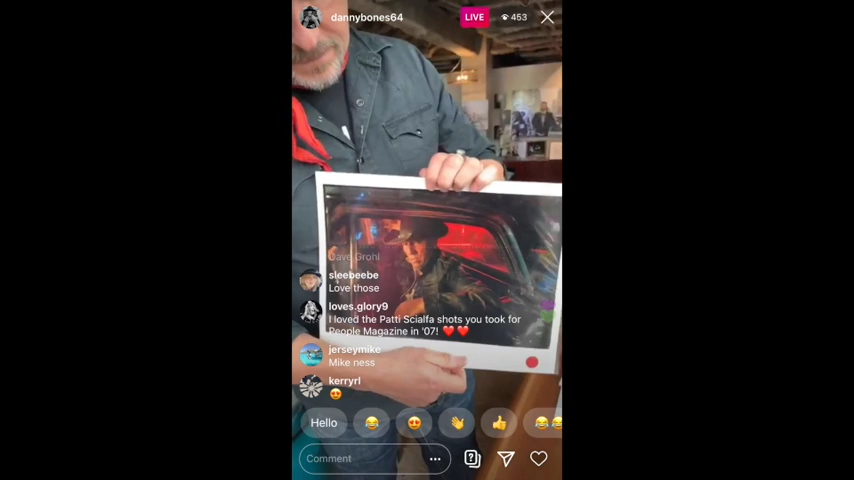 dannybones64
LIVE
453
Dave Grohl
sleebeebe
Love those
loves.glory9
I loved the Patti Scialfa shots you took for
People Magazine in '07! ❤️❤️
jerseymike
Mike ness
kerryrl
😍
Hello
Comment